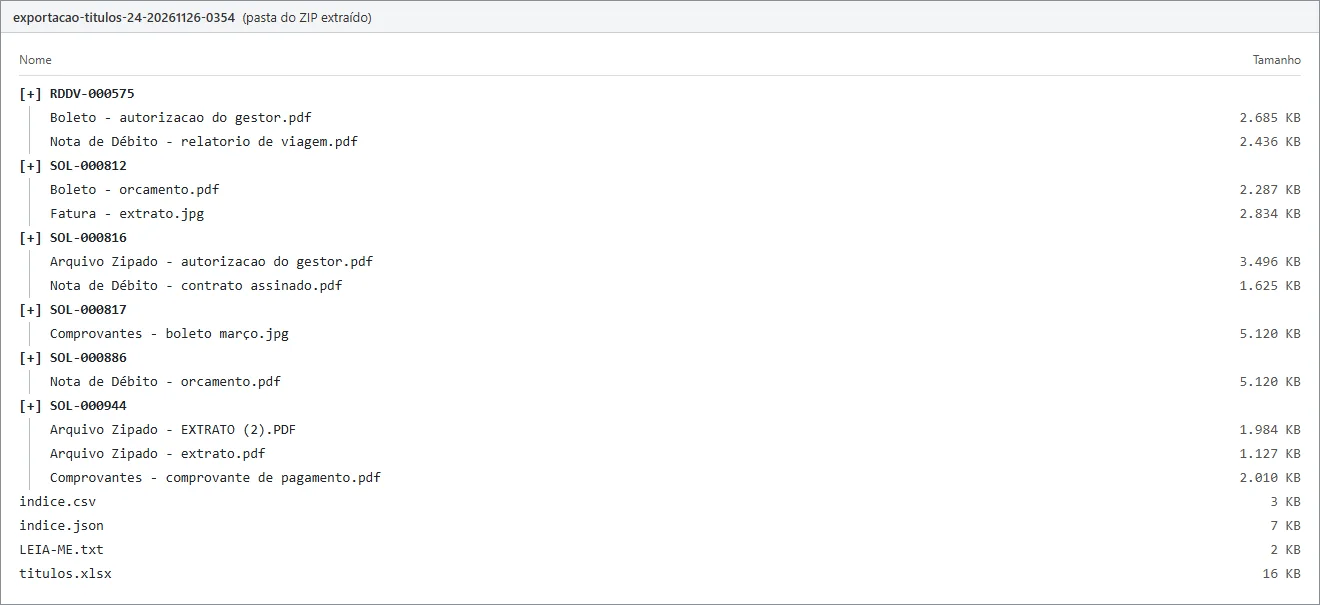 exportacao-titulos-24-20261126-0354 (pasta do ZIP extraído)
Nome Tamanho
[+] RDDV-000575
Boleto - autorizacao do gestor.pdf 2.685 KB
Nota de Débito - relatorio de viagem.pdf 2.436 KB
[+] SOL-000812
Boleto - orcamento.pdf 2.287 KB
Fatura - extrato.jpg 2.834 KB
[+] SOL-000816
Arquivo Zipado - autorizacao do gestor.pdf 3.496 KB
Nota de Débito - contrato assinado.pdf 1.625 KB
[+] SOL-000817
Comprovantes - boleto março.jpg 5.120 KB
[+] SOL-000886
Nota de Débito - orcamento.pdf 5.120 KB
[+] SOL-000944
Arquivo Zipado - EXTRATO (2).PDF 1.984 KB
Arquivo Zipado - extrato.pdf 1.127 KB
Comprovantes - comprovante de pagamento.pdf 2.010 KB
indice.csv 3 KB
indice.json 7 KB
LEIA-ME.txt 2 KB
titulos.xlsx 16 KB